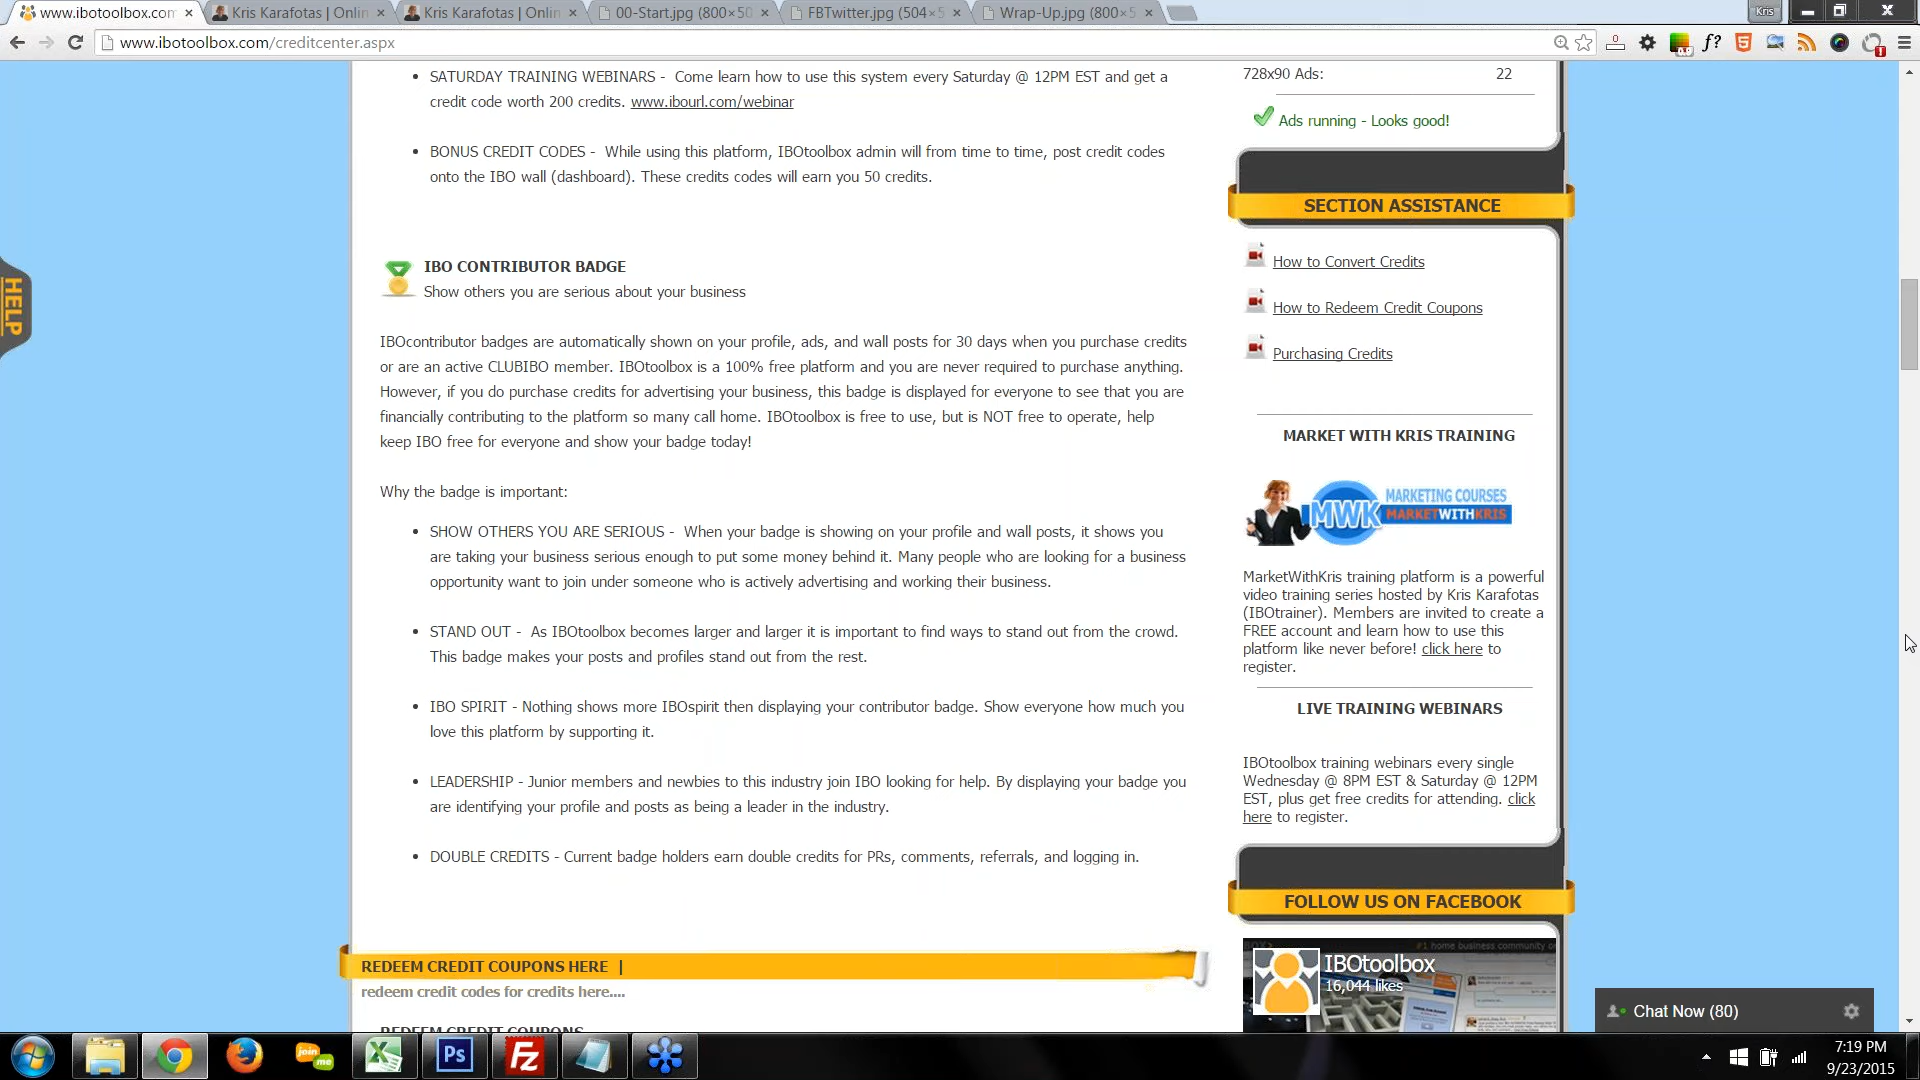 www.ibotoolbox.com
Kris Karafotas | Onlin
Kris Karafotas | Onlin
00-Start.jpg (800×50
FBTwitter.jpg (504×5
Wrap-Up.jpg (800×5
Kris
www.ibotoolbox.com/creditcenter.aspx
• SATURDAY TRAINING WEBINARS - Come learn how to use this system every Saturday @ 12PM EST and get a
credit code worth 200 credits. www.ibourl.com/webinar
• BONUS CREDIT CODES - While using this platform, IBOtoolbox admin will from time to time, post credit codes
onto the IBO wall (dashboard). These credits codes will earn you 50 credits.
HELP
IBO CONTRIBUTOR BADGE
Show others you are serious about your business
IBOcontributor badges are automatically shown on your profile, ads, and wall posts for 30 days when you purchase credits
or are an active CLUBIBO member. IBOtoolbox is a 100% free platform and you are never required to purchase anything.
However, if you do purchase credits for advertising your business, this badge is displayed for everyone to see that you are
financially contributing to the platform so many call home. IBOtoolbox is free to use, but is NOT free to operate, help
keep IBO free for everyone and show your badge today!
Why the badge is important:
• SHOW OTHERS YOU ARE SERIOUS - When your badge is showing on your profile and wall posts, it shows you
are taking your business serious enough to put some money behind it. Many people who are looking for a business
opportunity want to join under someone who is actively advertising and working their business.
• STAND OUT - As IBOtoolbox becomes larger and larger it is important to find ways to stand out from the crowd.
This badge makes your posts and profiles stand out from the rest.
• IBO SPIRIT - Nothing shows more IBOspirit then displaying your contributor badge. Show everyone how much you
love this platform by supporting it.
• LEADERSHIP - Junior members and newbies to this industry join IBO looking for help. By displaying your badge you
are identifying your profile and posts as being a leader in the industry.
• DOUBLE CREDITS - Current badge holders earn double credits for PRs, comments, referrals, and logging in.
REDEEM CREDIT COUPONS HERE |
redeem credit codes for credits here....
REDEEM CREDIT COUPONS
728x90 Ads: 22
Ads running - Looks good!
SECTION ASSISTANCE
How to Convert Credits
How to Redeem Credit Coupons
Purchasing Credits
MARKET WITH KRIS TRAINING
MWK
MARKETING COURSES
MARKETWITHKRIS
MarketWithKris training platform is a powerful
video training series hosted by Kris Karafotas
(IBOtrainer). Members are invited to create a
FREE account and learn how to use this
platform like never before! click here to
register.
LIVE TRAINING WEBINARS
IBOtoolbox training webinars every single
Wednesday @ 8PM EST & Saturday @ 12PM
EST, plus get free credits for attending. click
here to register.
FOLLOW US ON FACEBOOK
#1 home business community
IBOtoolbox
16,044 likes
Chat Now (80)
join
me
Ps
Fz
7:19 PM
9/23/2015